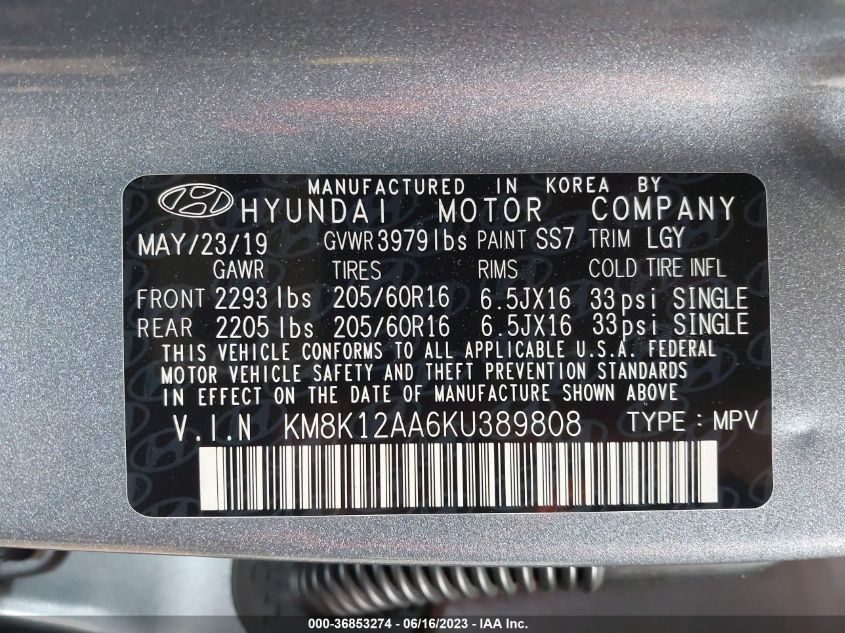 MANUFACTURED IN KOREA BY
HYUNDAI MOTOR COMPANY
MAY/23/19 GVWR 3979lbs PAINT SS7 TRIM LGY
GAWR TIRES RIMS COLD TIRE INFL
FRONT 2293 lbs 205/60R16 6.5JX16 33psi SINGLE
REAR 2205 lbs 205/60R16 6.5JX16 33psi SINGLE
THIS VEHICLE CONFORMS TO ALL APPLICABLE U.S.A. FEDERAL
MOTOR VEHICLE SAFETY AND THEFT PREVENTION STANDARDS
IN EFFECT ON THE DATE OF MANUFACTURE SHOWN ABOVE
V.I.N KM8K12AA6KU389808 TYPE : MPV
000-36853274 - 06/16/2023 - IAA Inc.